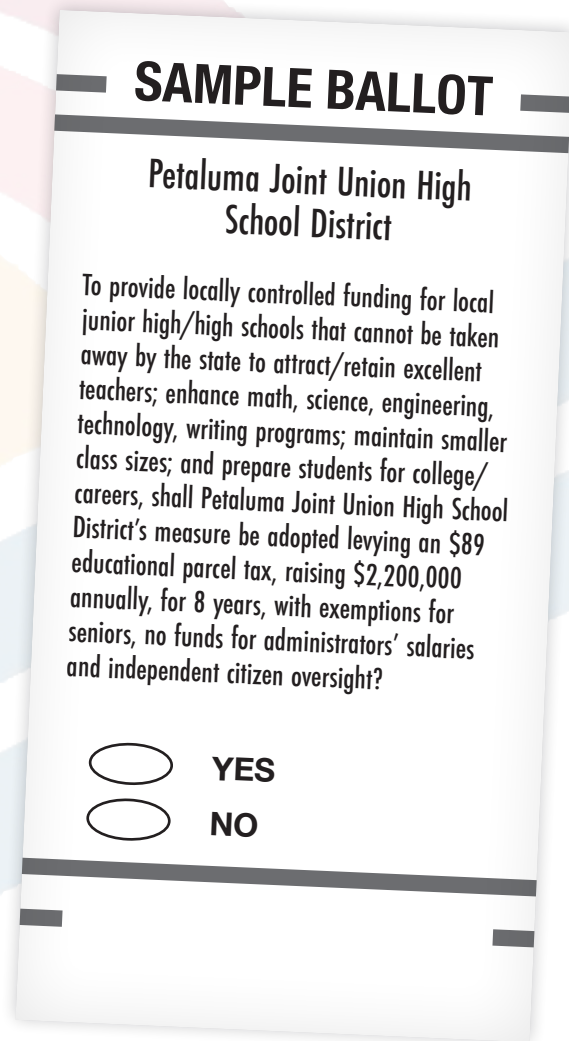 SAMPLE BALLOT
Petaluma Joint Union High
School District
To provide locally controlled funding for local
junior high/high schools that cannot be taken
away by the state to attract/retain excellent
teachers; enhance math, science, engineering,
technology, writing programs; maintain smaller
class sizes; and prepare students for college/
careers, shall Petaluma Joint Union High School
District’s measure be adopted levying an $89
educational parcel tax, raising $2,200,000
annually, for 8 years, with exemptions for
seniors, no funds for administrators’ salaries
and independent citizen oversight?
YES
NO